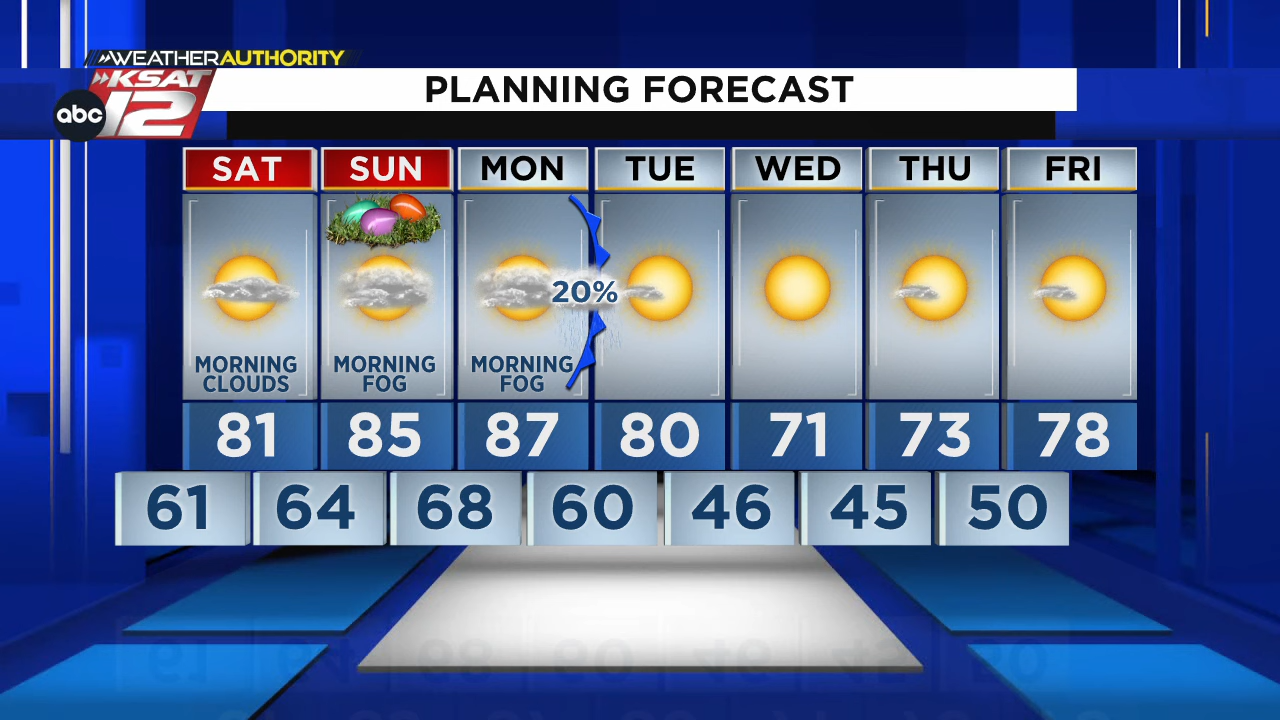 WEATHERAUTHORITY
KSAT
abc 12
PLANNING FORECAST
SAT SUN MON TUE WED THU FRI
20%
MORNING CLOUDS
MORNING FOG
MORNING FOG
81 85 87 80 71 73 78
61 64 68 60 46 45 50